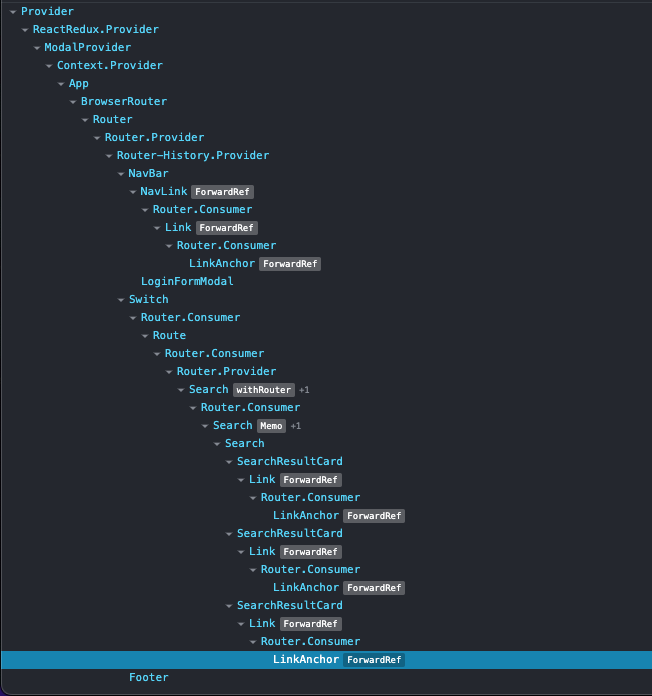 Provider
ReactRedux.Provider
ModalProvider
Context.Provider
App
BrowserRouter
Router
Router.Provider
Router-History.Provider
NavBar
NavLink ForwardRef
Router.Consumer
Link ForwardRef
Router.Consumer
LinkAnchor ForwardRef
LoginFormModal
Switch
Router.Consumer
Route
Router.Consumer
Router.Provider
Search withRouter +1
Router.Consumer
Search Memo +1
Search
SearchResultCard
Link ForwardRef
Router.Consumer
LinkAnchor ForwardRef
SearchResultCard
Link ForwardRef
Router.Consumer
LinkAnchor ForwardRef
SearchResultCard
Link ForwardRef
Router.Consumer
LinkAnchor ForwardRef
Footer